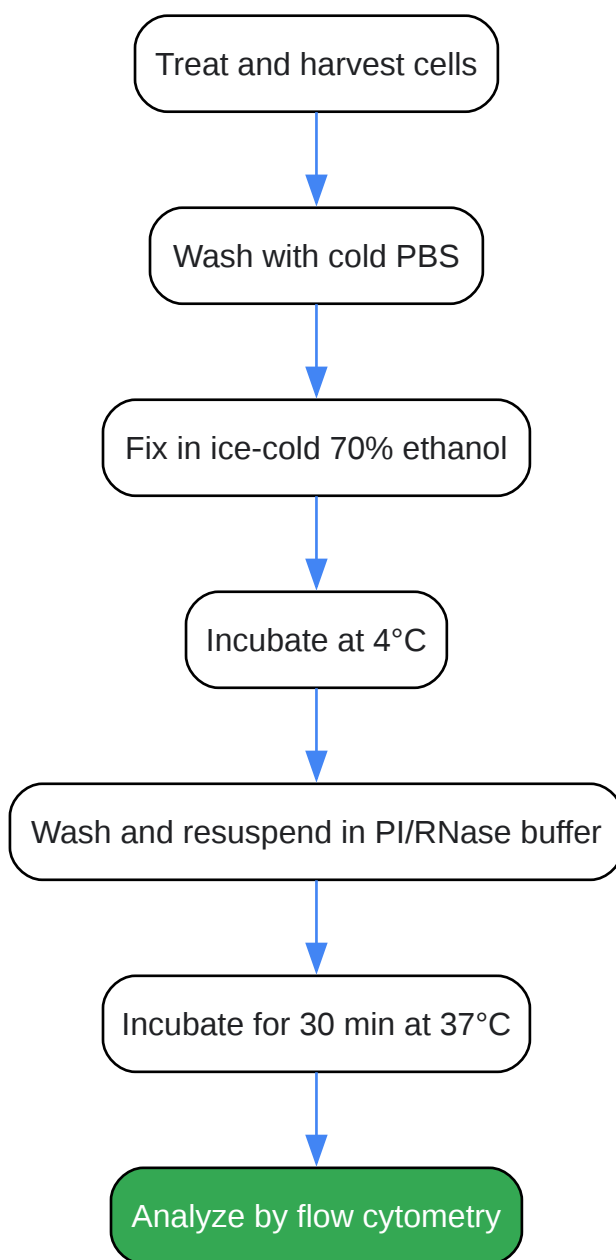 Treat and harvest cells
Wash with cold PBS
Fix in ice-cold 70% ethanol
Incubate at 4°C
Wash and resuspend in PI/RNase buffer
Incubate for 30 min at 37°C
Analyze by flow cytometry